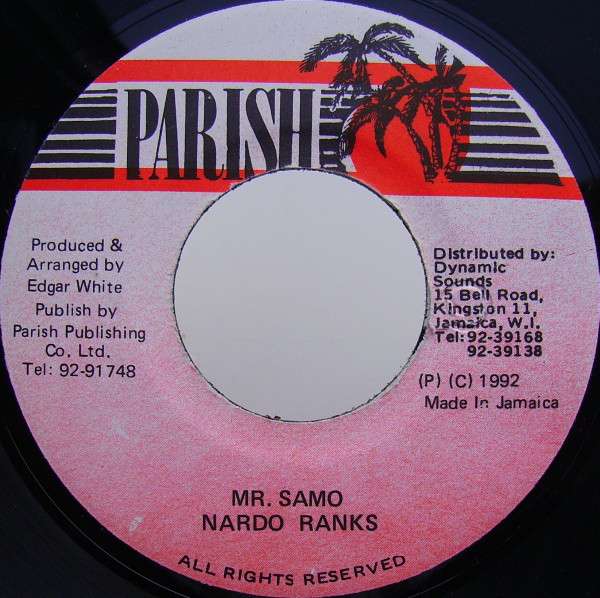 PARISH
Produced &
Arranged by
Edgar White
Publish by
Parish Publishing
Co. Ltd.
Tel: 92-91748
Distributed by:
Dynamic
Sounds
15 Bell Road,
Kingston 11,
Jamaica, W.I.
Tel:92-39168
92-39138
(P) (C) 1992
Made In Jamaica
MR. SAMO
NARDO RANKS
ALL RIGHTS RESERVED